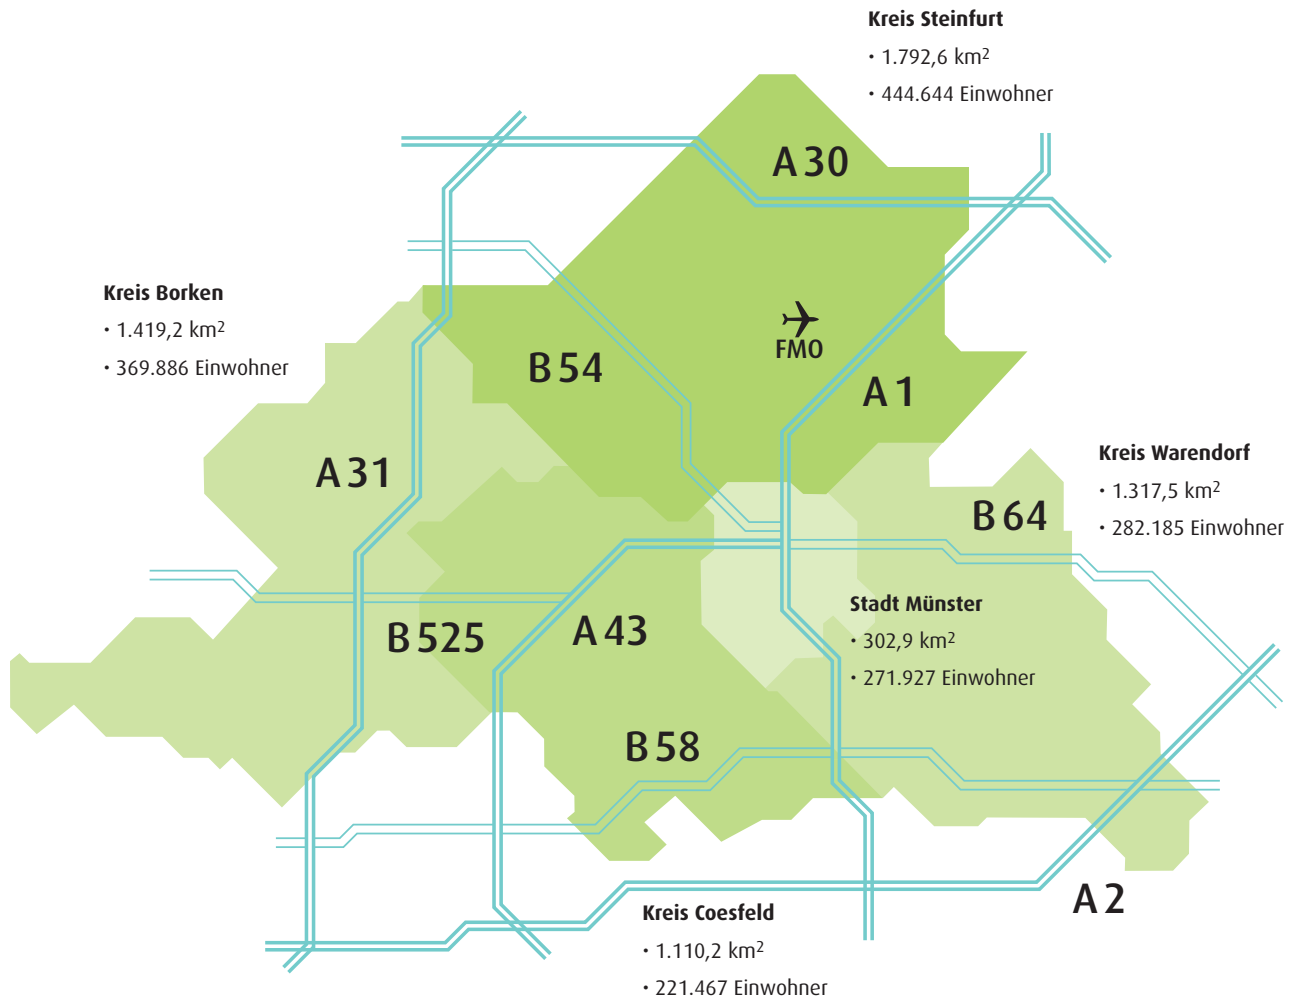 Kreis Steinfurt
• 1.792,6 km²
• 444.644 Einwohner
A 30
Kreis Borken
• 1.419,2 km²
• 369.886 Einwohner
FMO
B 54
A 1
A 31
Kreis Warendorf
• 1.317,5 km²
• 282.185 Einwohner
B 64
Stadt Münster
• 302,9 km²
• 271.927 Einwohner
B 525
A 43
B 58
A 2
Kreis Coesfeld
• 1.110,2 km²
• 221.467 Einwohner